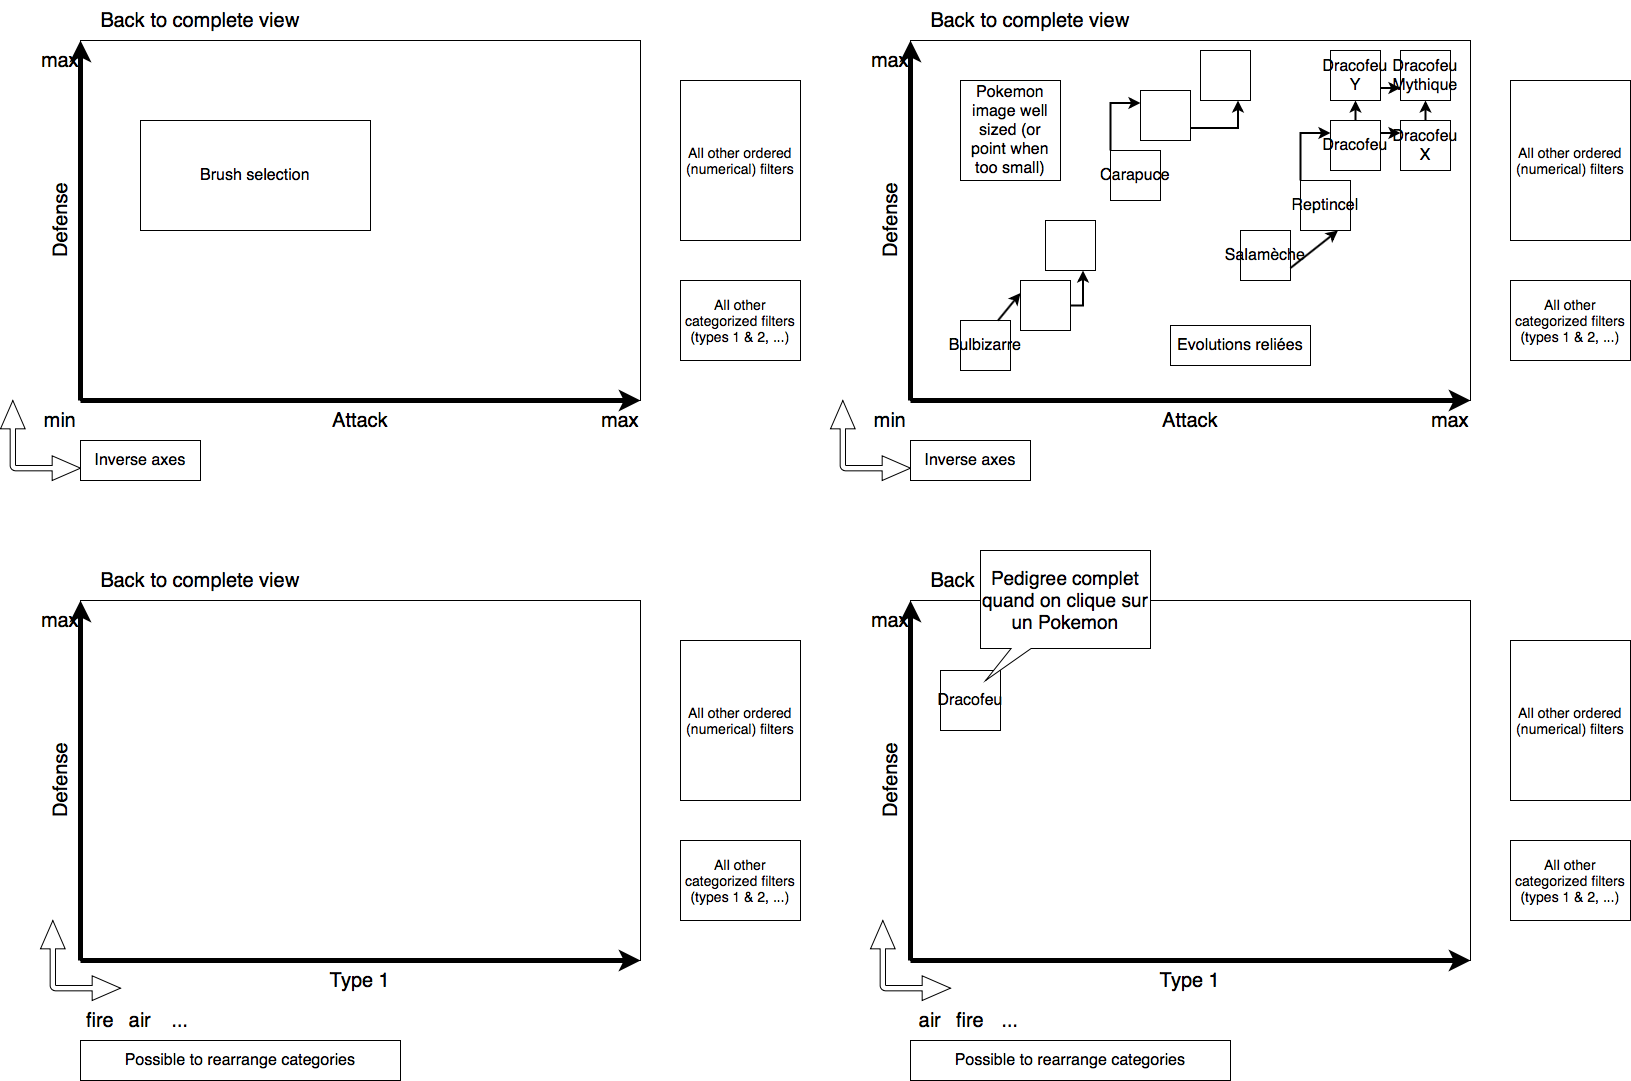 Back to complete view
max
Brush selection
Defense
All other ordered
(numerical) filters
All other
categorized filters
(types 1 & 2, ...)
min
Attack
max
Inverse axes
Back to complete view
max
Pokemon
image well
sized (or
point when
too small)
Carapuce
Dracofeu
Y
Dracofeu
Mythique
Dracofeu
Dracofeu
X
Reptincel
Salamèche
Bulbizarre
Evolutions reliées
Defense
All other ordered
(numerical) filters
All other
categorized filters
(types 1 & 2, ...)
min
Attack
max
Inverse axes
Back to complete view
max
Defense
All other ordered
(numerical) filters
All other
categorized filters
(types 1 & 2, ...)
Type 1
fire air ...
Possible to rearrange categories
Back
Pedigree complet
quand on clique sur
un Pokemon
max
Dracofeu
Defense
All other ordered
(numerical) filters
All other
categorized filters
(types 1 & 2, ...)
Type 1
air fire ...
Possible to rearrange categories